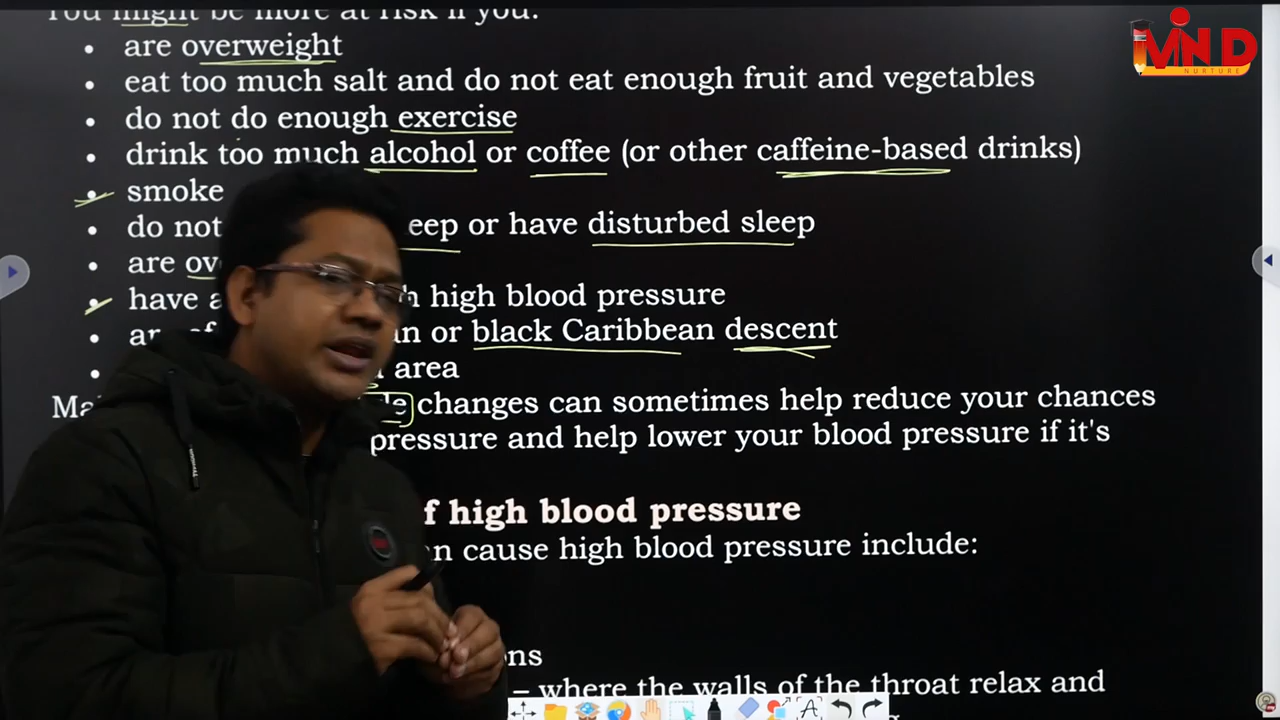 You might be more at risk if you:
• are overweight
• eat too much salt and do not eat enough fruit and vegetables
• do not do enough exercise
• drink too much alcohol or coffee (or other caffeine-based drinks)
• smoke
• do not eep or have disturbed sleep
• are ov
• have a h high blood pressure
• an or black Caribbean descent
• area
Ma changes can sometimes help reduce your chances
pressure and help lower your blood pressure if it's
f high blood pressure
n cause high blood pressure include:
ns
– where the walls of the throat relax and
MIND
NURTURE